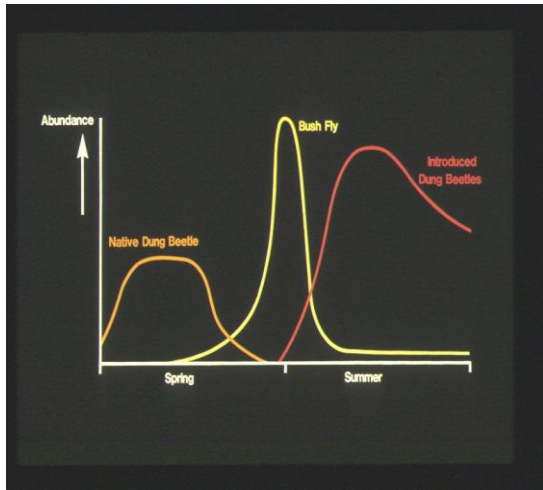 Abundance
Bush Fly
Introduced
Dung Beetles
Native Dung Beetle
Spring
Summer